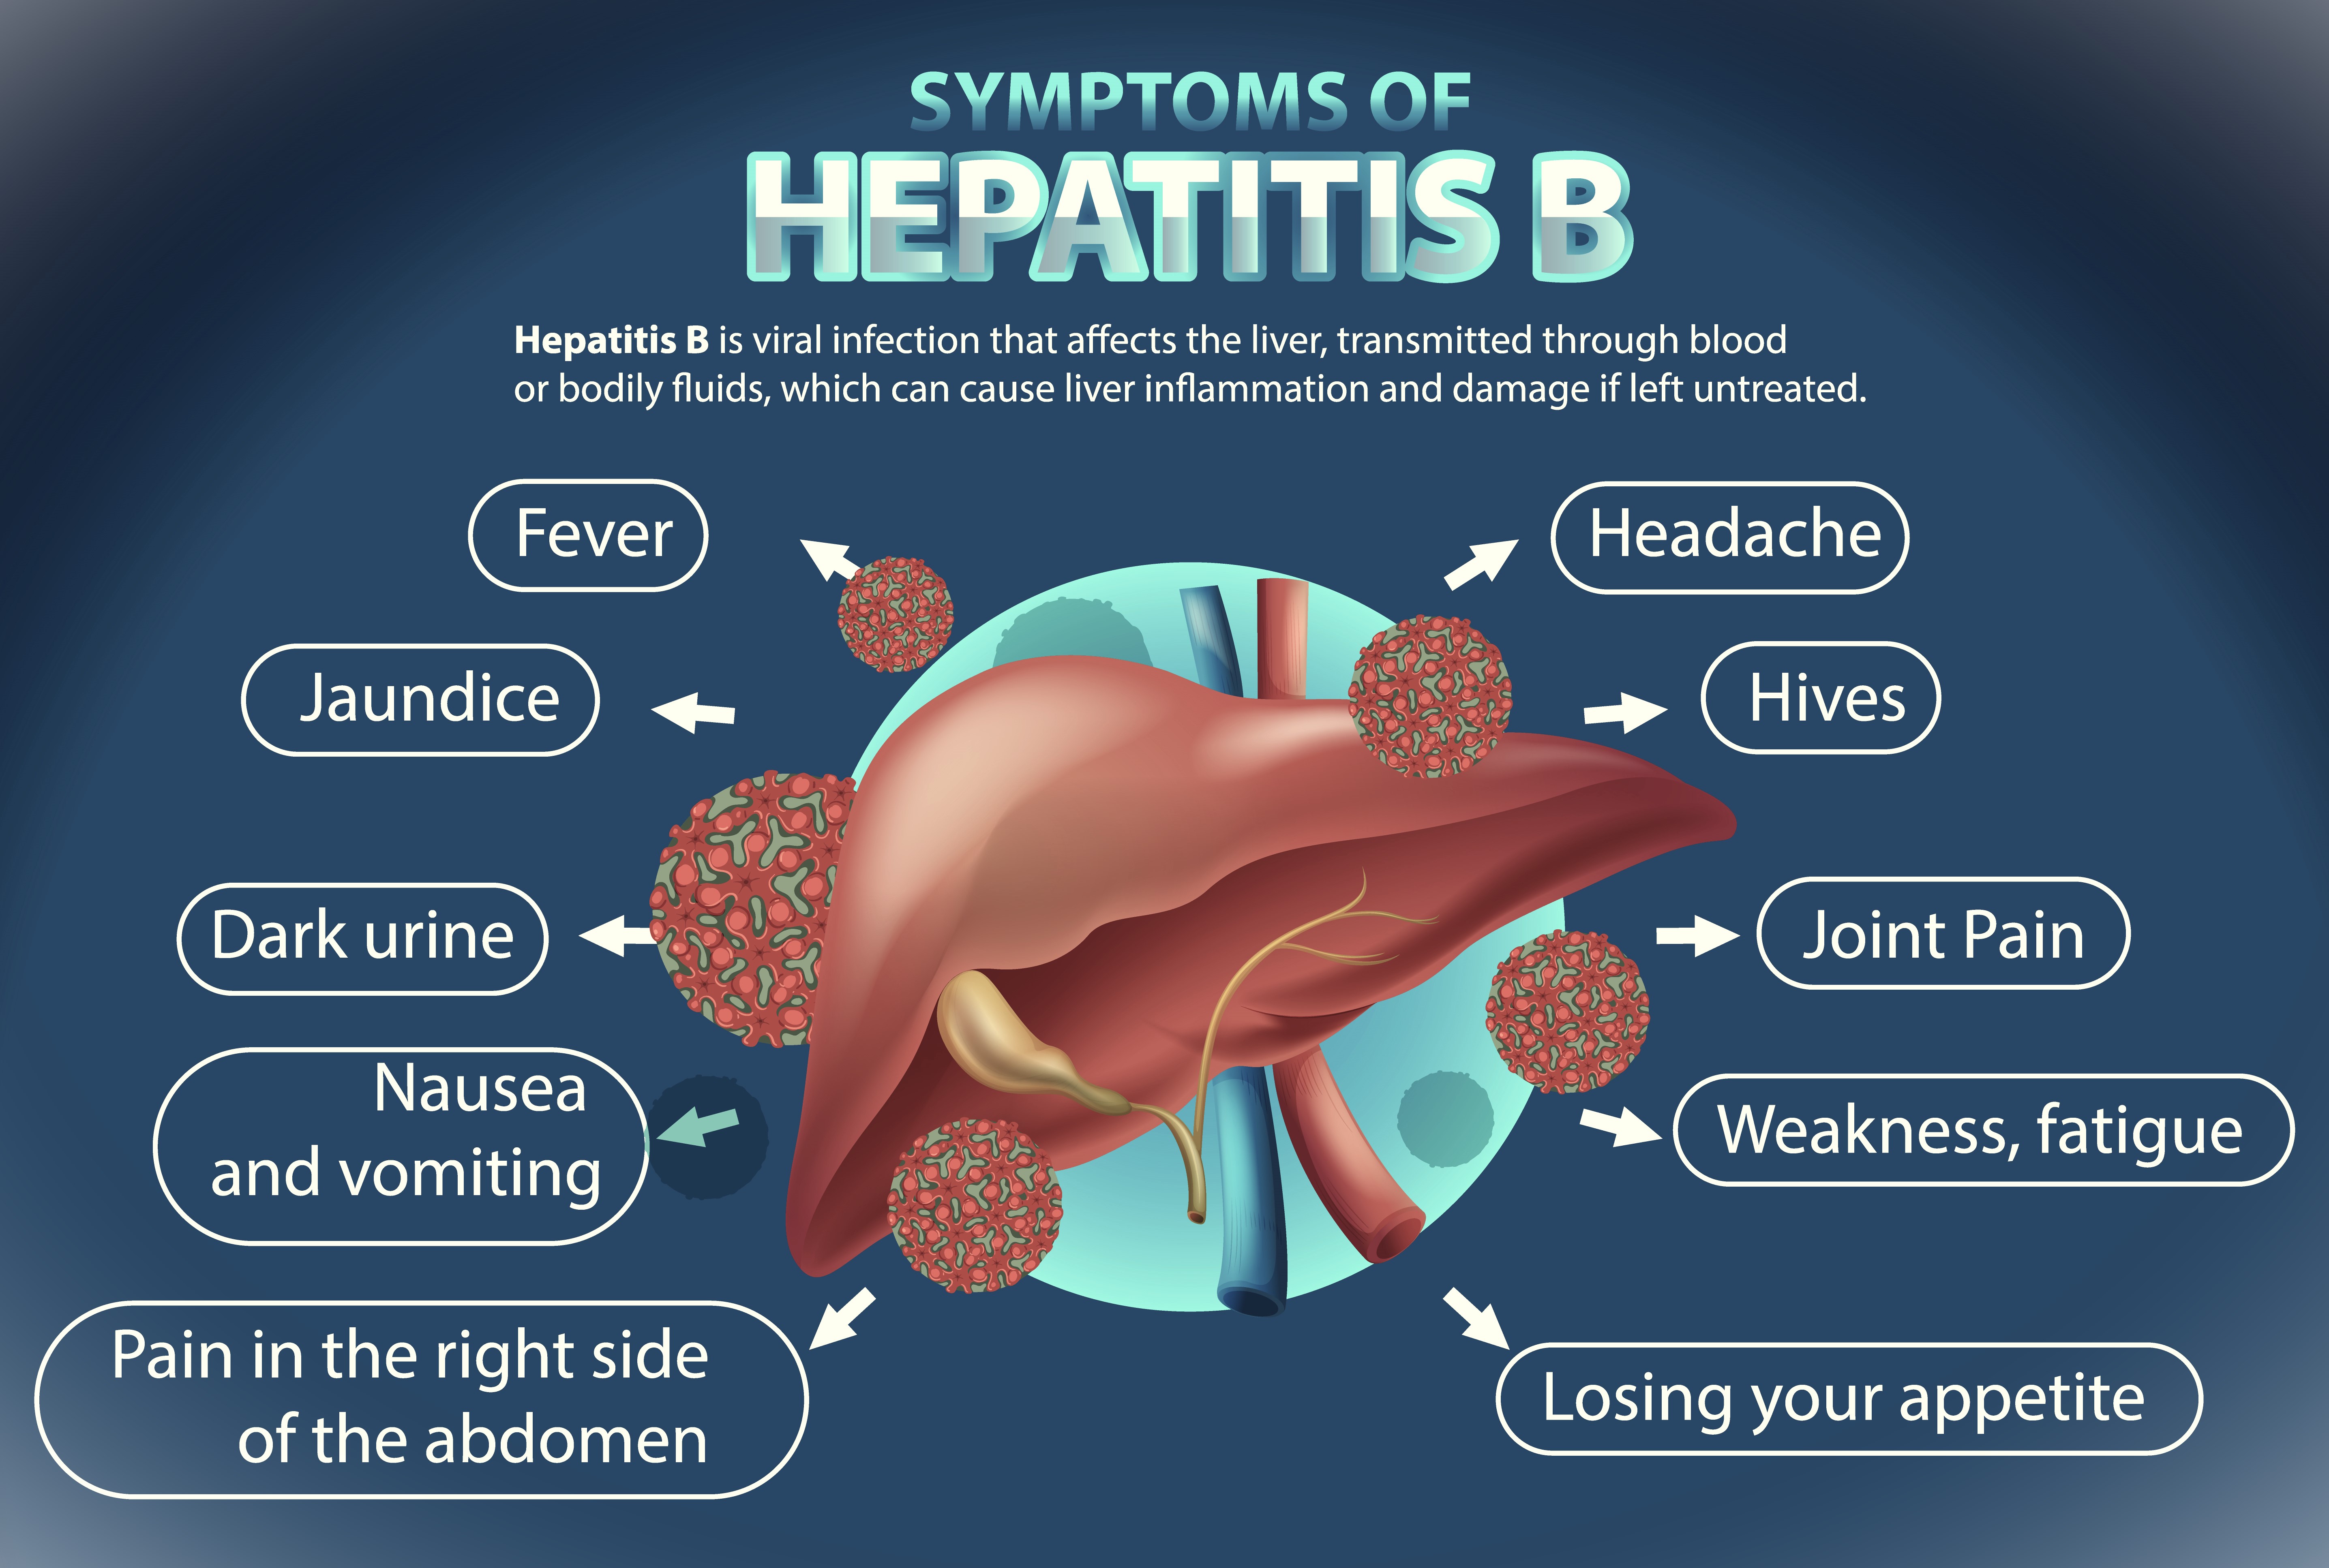 SYMPTOMS OF
HEPATITIS B
Hepatitis B is viral infection that affects the liver, transmitted through blood
or bodily fluids, which can cause liver inflammation and damage if left untreated.
Fever
Jaundice
Dark urine
Nausea
and vomiting
Pain in the right side
of the abdomen
Headache
Hives
Joint Pain
Weakness, fatigue
Losing your appetite